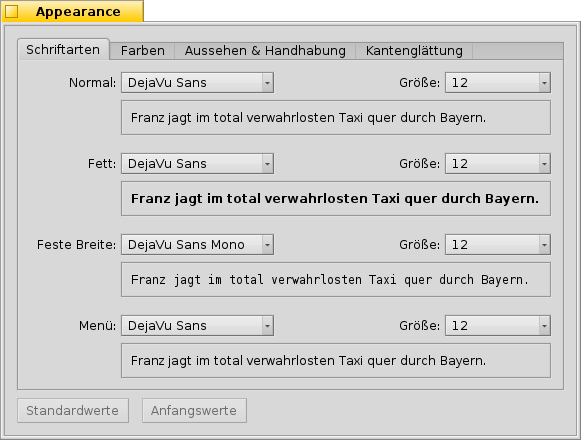 Appearance
Schriftarten Farben Aussehen & Handhabung Kantenglättung
Normal: DejaVu Sans Größe: 12
Franz jagt im total verwahrlosten Taxi quer durch Bayern.
Fett: DejaVu Sans Größe: 12
Franz jagt im total verwahrlosten Taxi quer durch Bayern.
Feste Breite: DejaVu Sans Mono Größe: 12
Franz jagt im total verwahrlosten Taxi quer durch Bayern.
Menü: DejaVu Sans Größe: 12
Franz jagt im total verwahrlosten Taxi quer durch Bayern.
Standardwerte Anfangswerte